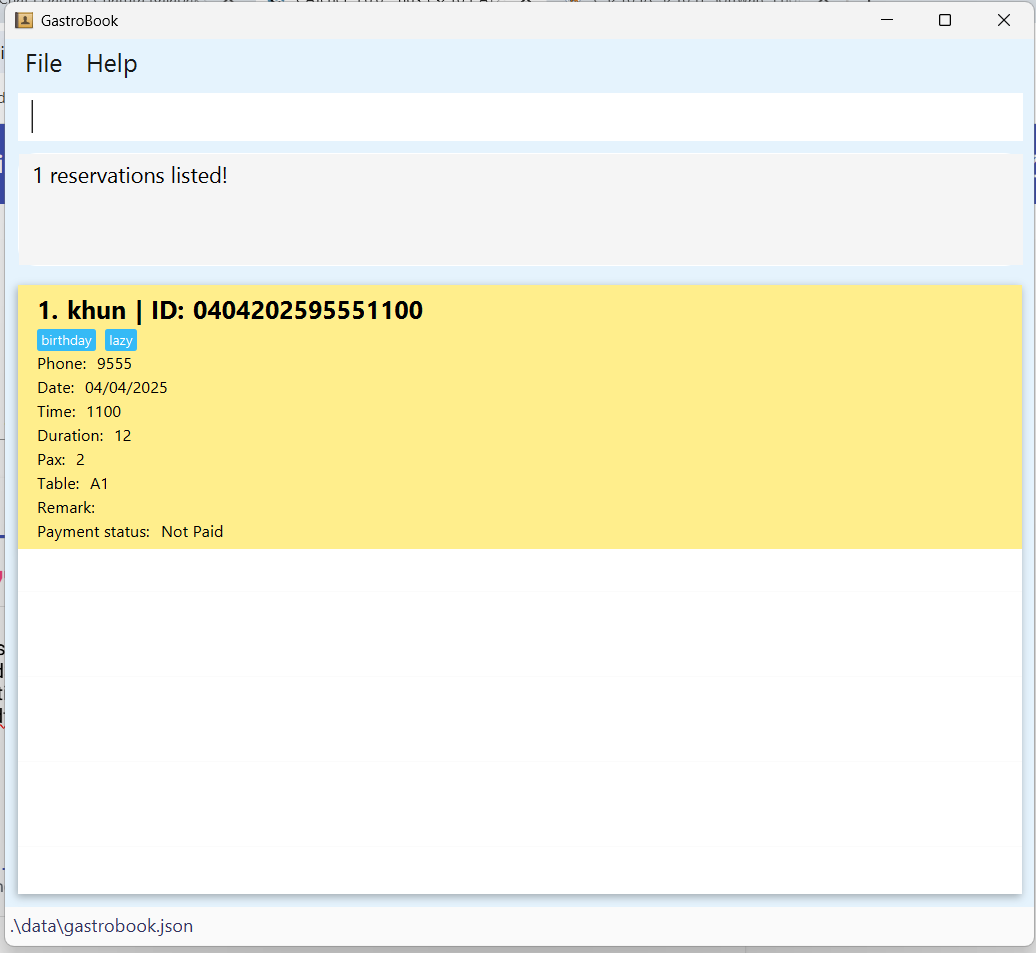 GastroBook
File Help
1 reservations listed!
1. khun | ID: 0404202595551100
birthday lazy
Phone: 9555
Date: 04/04/2025
Time: 1100
Duration: 12
Pax: 2
Table: A1
Remark:
Payment status: Not Paid
.\data\gastrobook.json